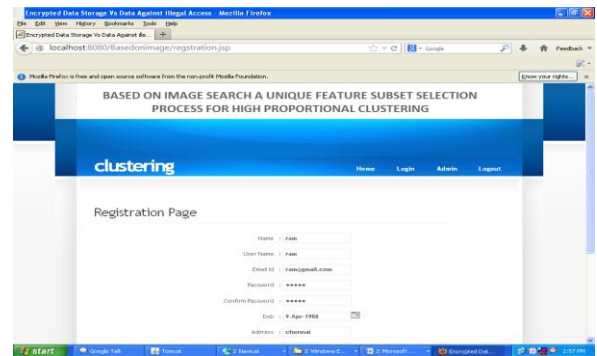 Encrypted Data Storage Vs Data Against Illegal Access - Mozilla Firefox
File Edit View History Bookmarks Tools Help
Encrypted Data Storage Vs Data Against Ille...
localhost:8080/Basedonimage/regstration.jsp
Google
Feedback
Mozilla Firefox is free and open source software from the non-profit Mozilla Foundation.
Know your rights...
BASED ON IMAGE SEARCH A UNIQUE FEATURE SUBSET SELECTION
PROCESS FOR HIGH PROPORTIONAL CLUSTERING
clustering
Home Login Admin Logout
Registration Page
Name : ram
User Name : ram
Email Id :
Password : •••••
Confirm Password : •••••
Dob : 9-Apr-1988
Address : chennai
start
Google Talk
Tomcat
2 Windows E...
2 Microsoft ...
Encrypted Dat...
2:57 PM